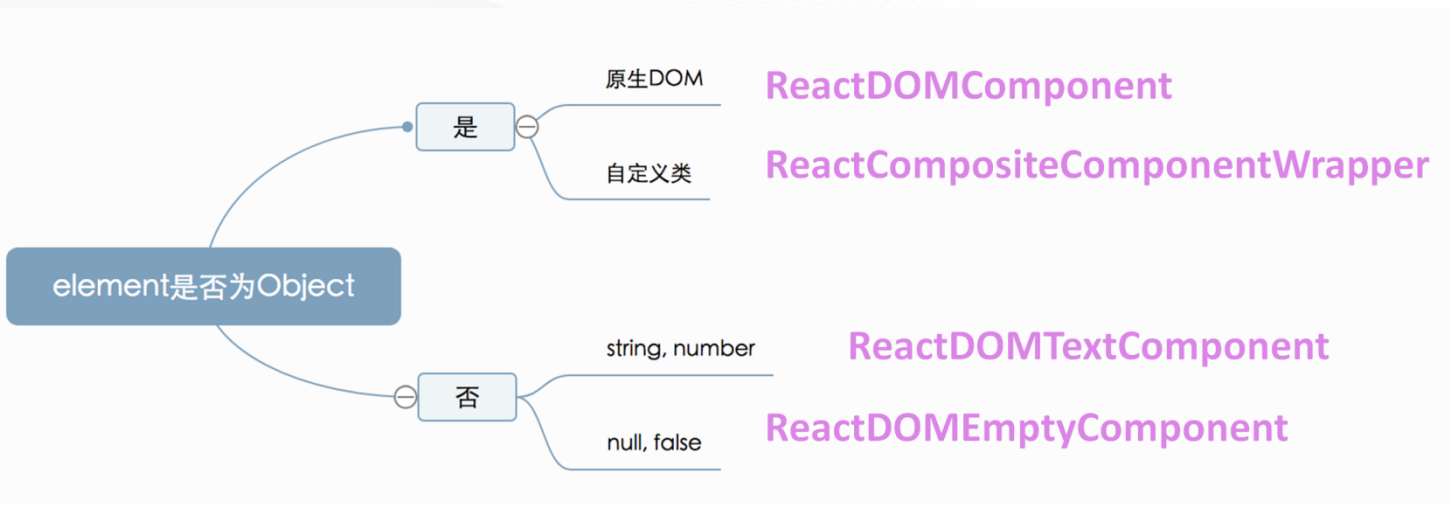 原生DOM ReactDOMComponent
是
自定义类 ReactCompositeComponentWrapper
element是否为Object
string, number ReactDOMTextComponent
否
null, false ReactDOMEmptyComponent